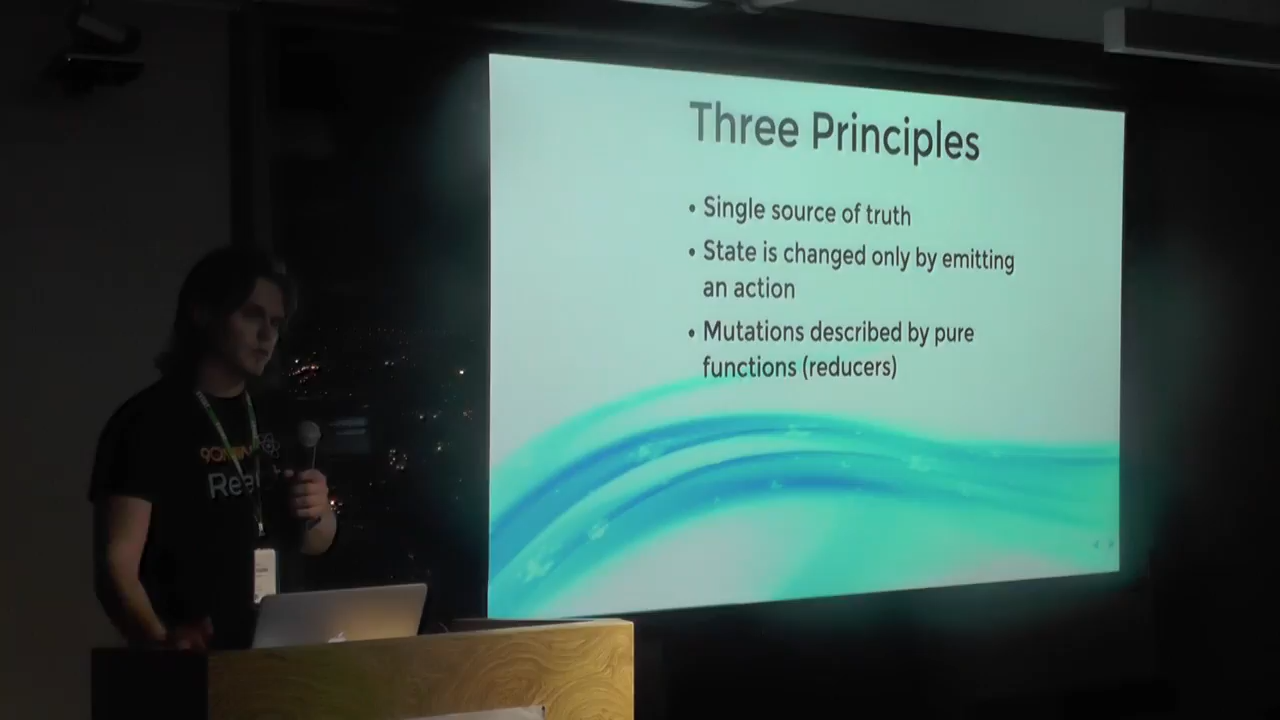 Three Principles
• Single source of truth
• State is changed only by emitting
an action
• Mutations described by pure
functions (reducers)